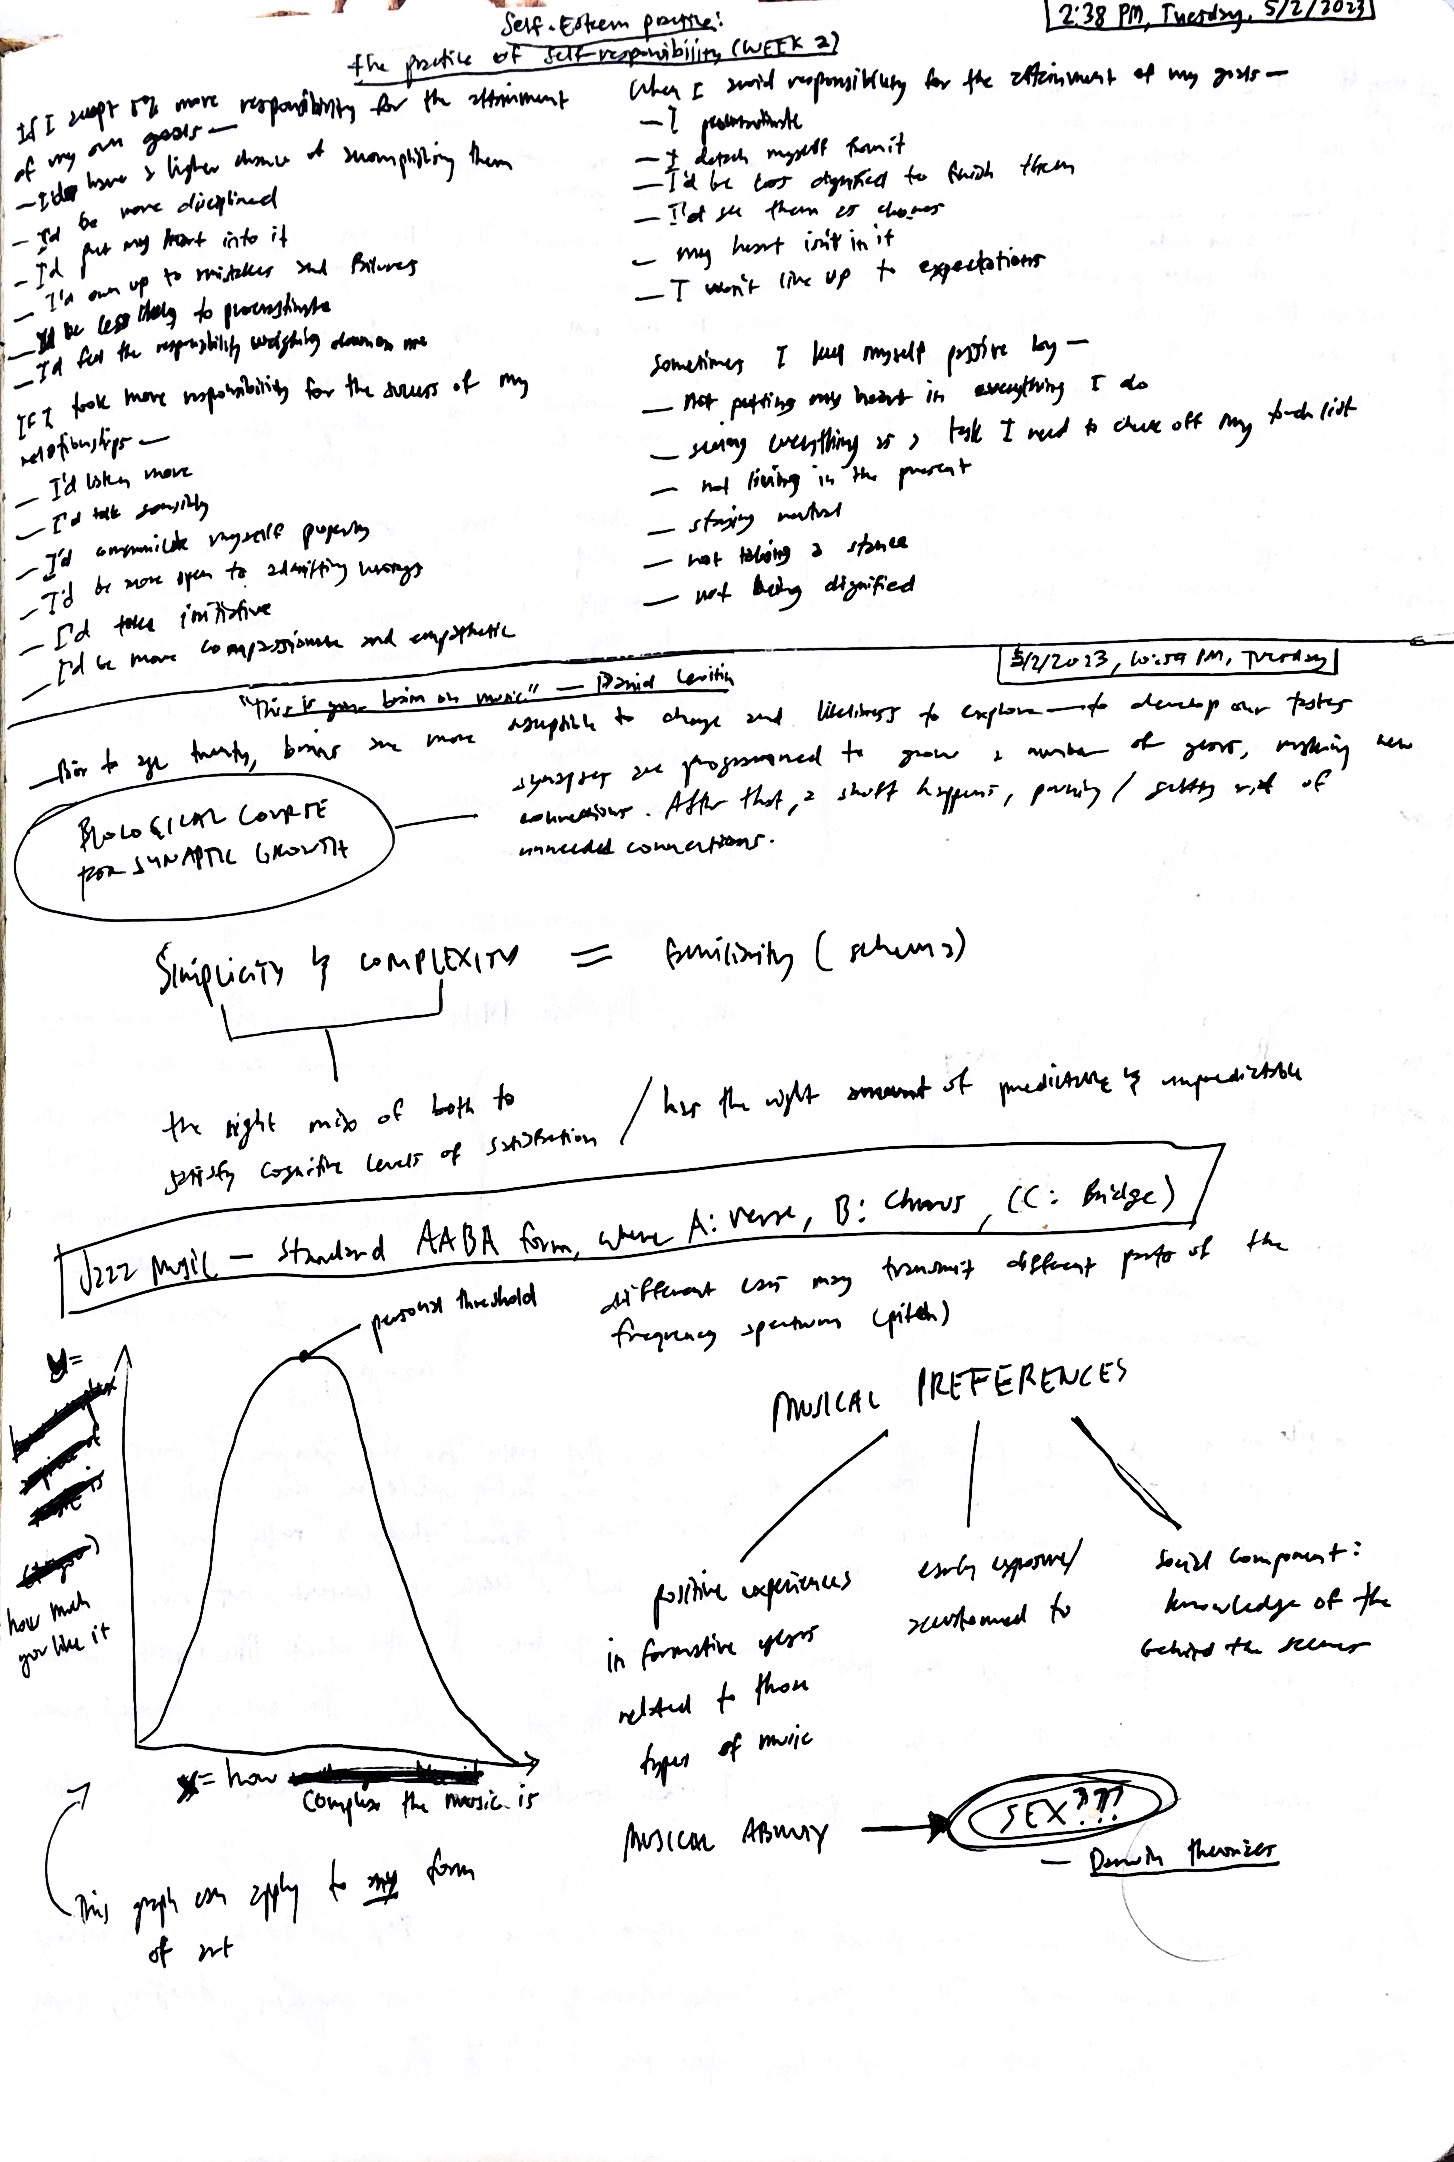 2:38 PM, Tuesday, 5/2/2023
Self-Esteem practice:
the practice of self-responsibility (WEEK 2)
If I accept 5% more responsibility for the attainment
of my own goals —
— I'd have a higher chance of accomplishing them
— I'd be more disciplined
— I'd put my heart into it
— I'd own up to mistakes and failures
— I'd be less likely to procrastinate
— I'd feel the responsibility weighing down on me
If I took more responsibility for the success of my
relationships —
— I'd listen more
— I'd talk sensibly
— I'd communicate myself properly
— I'd be more open to admitting wrongs
— I'd take initiative
— I'd be more compassionate and empathetic
When I avoid responsibility for the attainment of my goals —
— I procrastinate
— I detach myself from it
— I'd be less dignified to finish them
— I'd see them as chores
— my heart isn't in it
— I won't live up to expectations
Sometimes I keep myself passive by —
— not putting my heart in everything I do
— seeing everything as a task I need to check off my to-do list
— not living in the present
— staying neutral
— not taking a stance
— not being dignified
5/2/2023, 10:59 PM, Tuesday
"This is your brain on music" — Daniel Levitin
— Prior to age twenty, brains are more susceptible to change and likeliness to explore — to develop our tastes
BIOLOGICAL COURSE
FOR SYNAPTIC GROWTH
synapses are programmed to grow a number of years, making new
connections. After that, a shift happens, pruning / getting rid of
unneeded connections.
SIMPLICITY & COMPLEXITY = familiarity (schema)
the right mix of both to
satisfy cognitive levels of satisfaction / has the right amount of predictable & unpredictable
Jazz Music — Standard AABA form, where A: Verse, B: Chorus, (C: Bridge)
personal threshold
different ears may transmit different parts of the
frequency spectrum (pitch)
y =
how much
you like it
x = how
complex the music is
This graph can apply to any form
of art
MUSICAL PREFERENCES
positive experiences
in formative years
related to those
types of music
early exposure/
accustomed to
Social component:
knowledge of the
behind the scenes
MUSICAL ABILITY → SEX???
— Darwin theorizes